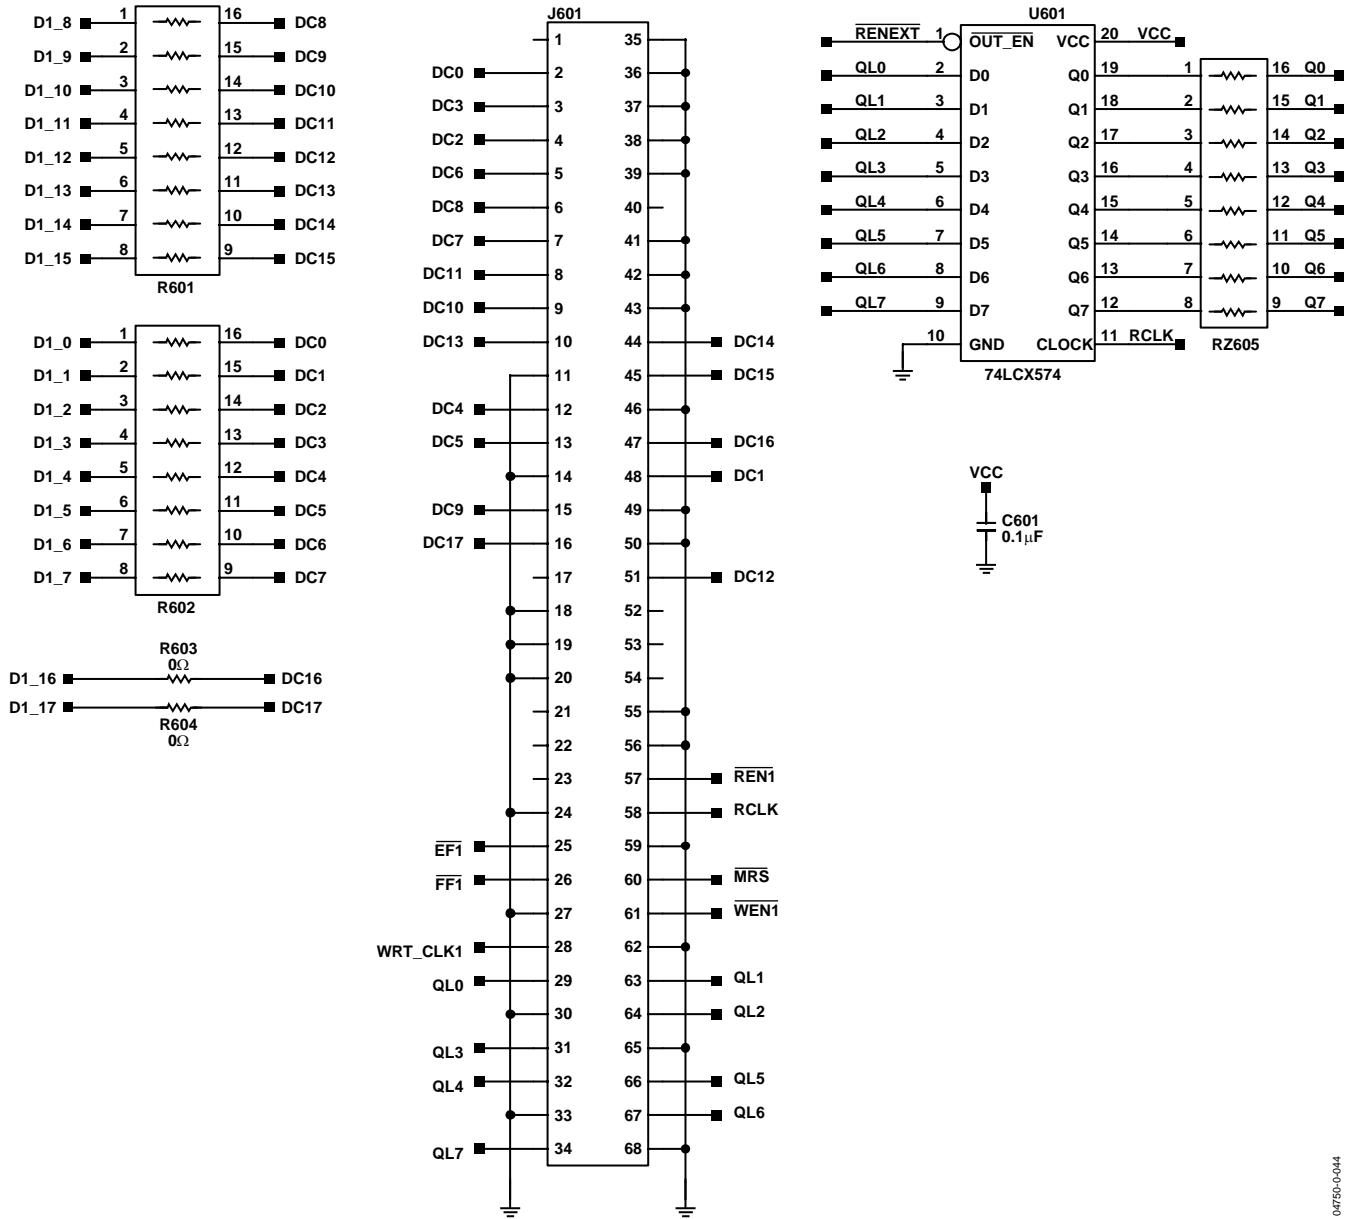 D1_8 1 16 DC8
D1_9 2 15 DC9
D1_10 3 14 DC10
D1_11 4 13 DC11
D1_12 5 12 DC12
D1_13 6 11 DC13
D1_14 7 10 DC14
D1_15 8 9 DC15
R601
D1_0 1 16 DC0
D1_1 2 15 DC1
D1_2 3 14 DC2
D1_3 4 13 DC3
D1_4 5 12 DC4
D1_5 6 11 DC5
D1_6 7 10 DC6
D1_7 8 9 DC7
R602
R603
0Ω
D1_16 DC16
D1_17 DC17
R604
0Ω
J601
1 35
DC0 2 36
DC3 3 37
DC2 4 38
DC6 5 39
DC8 6 40
DC7 7 41
DC11 8 42
DC10 9 43
DC13 10 44 DC14
11 45 DC15
DC4 12 46
DC5 13 47 DC16
14 48 DC1
DC9 15 49
DC17 16 50
17 51 DC12
18 52
19 53
20 54
21 55
22 56
23 57 REN1
24 58 RCLK
EF1 25 59
FF1 26 60 MRS
27 61 WEN1
WRT_CLK1 28 62
QL0 29 63 QL1
30 64 QL2
QL3 31 65
QL4 32 66 QL5
33 67 QL6
QL7 34 68
U601
RENEXT 1 OUT_EN VCC 20 VCC
QL0 2 D0 Q0 19 1 16 Q0
QL1 3 D1 Q1 18 2 15 Q1
QL2 4 D2 Q2 17 3 14 Q2
QL3 5 D3 Q3 16 4 13 Q3
QL4 6 D4 Q4 15 5 12 Q4
QL5 7 D5 Q5 14 6 11 Q5
QL6 8 D6 Q6 13 7 10 Q6
QL7 9 D7 Q7 12 8 9 Q7
10 GND CLOCK 11 RCLK RZ605
74LCX574
VCC
C601
0.1μF
04750-0-044